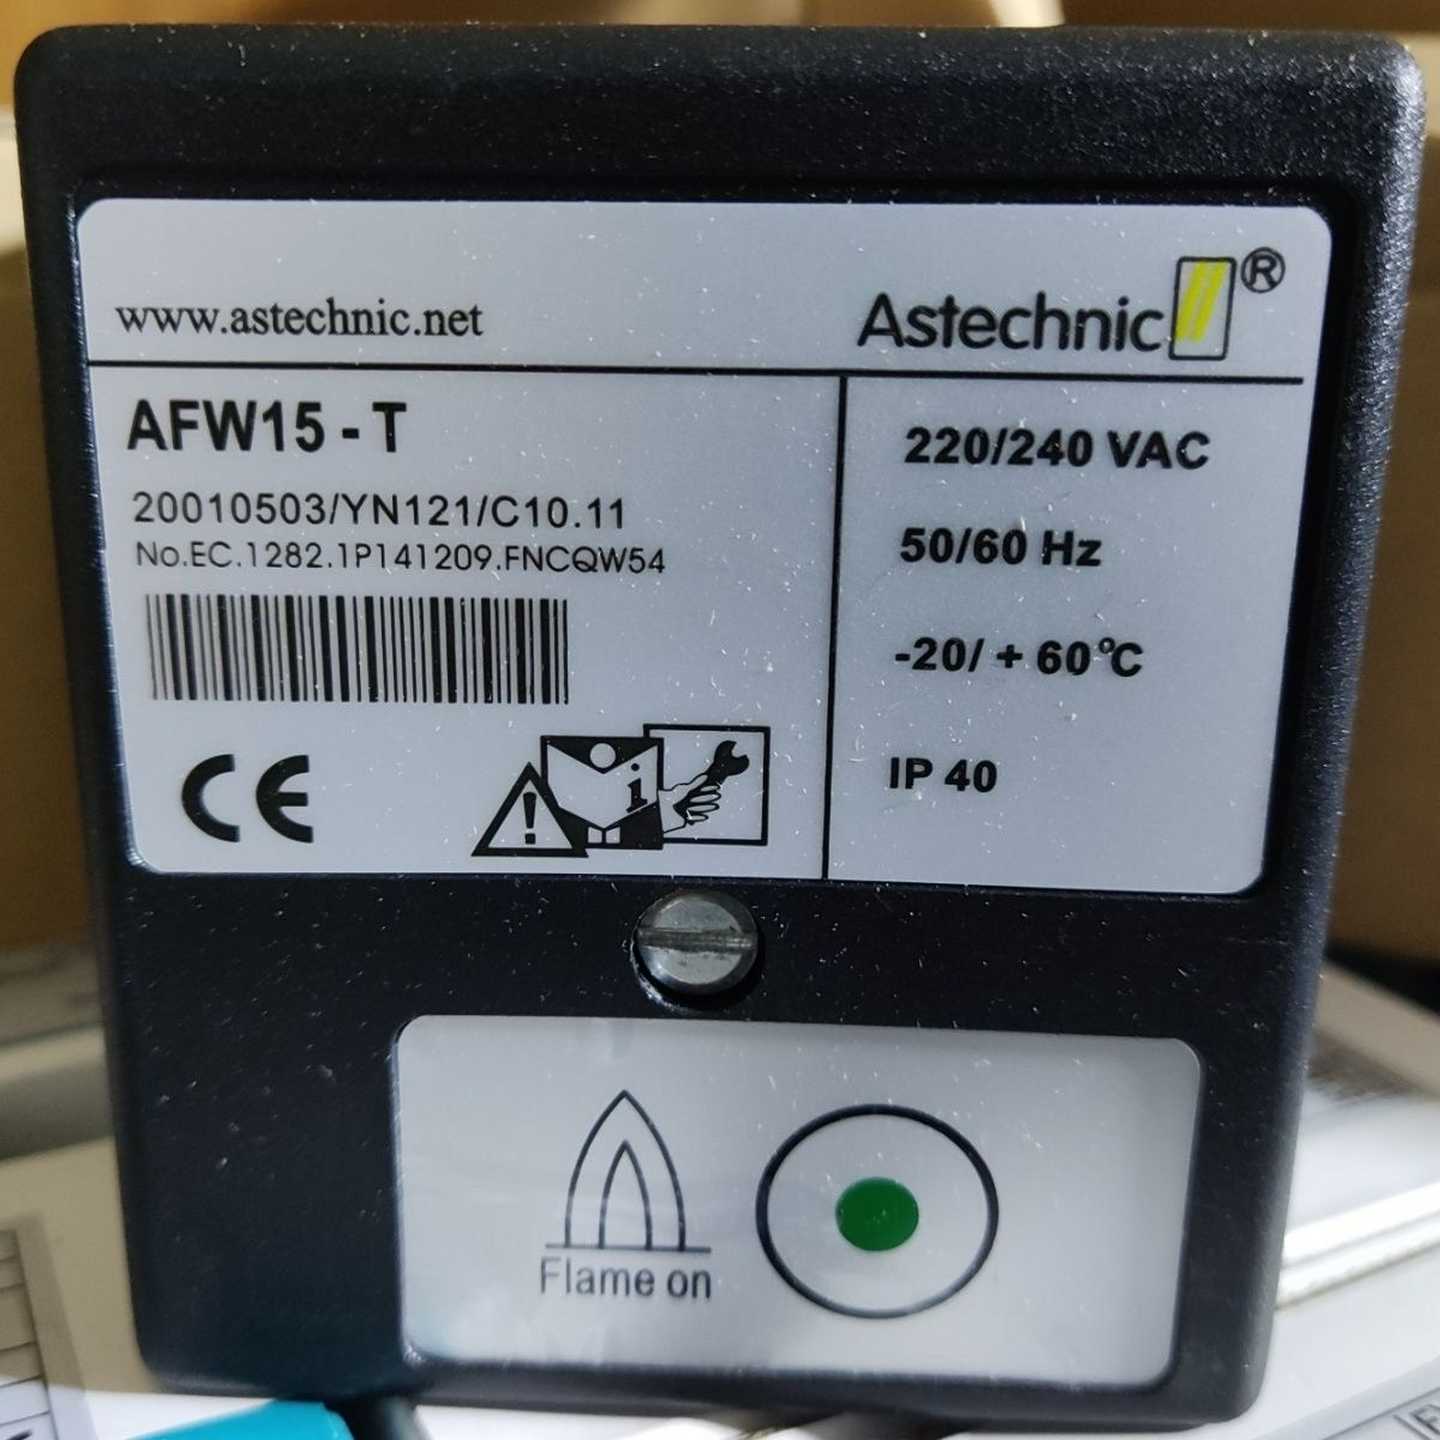 www.astechnic.net
Astechnic®
AFW15 - T
20010503/YN121/C10.11
No.EC.1282.1P141209.FNCQW54
CE
i
220/240 VAC
50/60 Hz
-20/ + 60°C
IP 40
Flame on